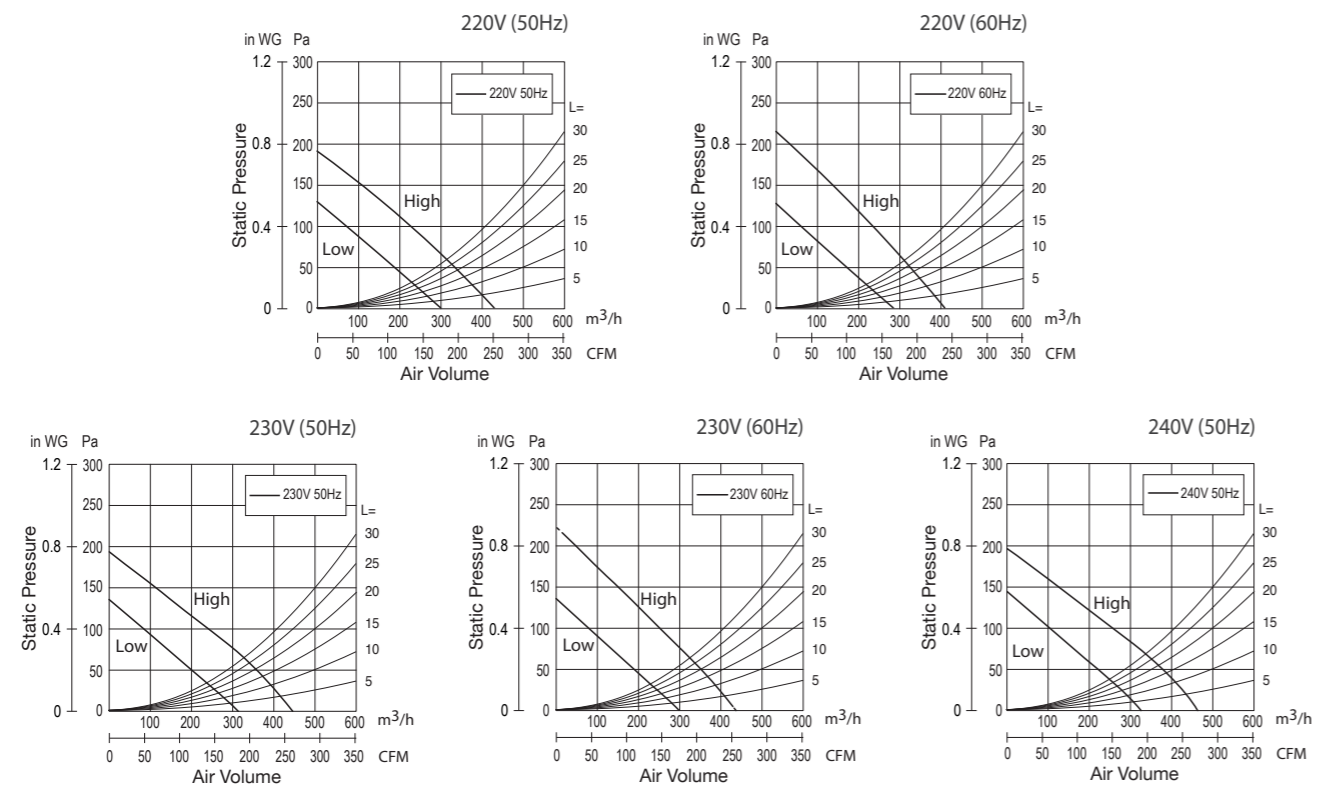 220V (50Hz)
in WG Pa
1.2 300
250
0.8 200
150
0.4 100
50
0 0
Static Pressure
220V 50Hz
High
Low
L=
30
25
20
15
10
5
100 200 300 400 500 600 m³/h
0 50 100 150 200 250 300 350 CFM
Air Volume
220V (60Hz)
in WG Pa
1.2 300
250
0.8 200
150
0.4 100
50
0 0
Static Pressure
220V 60Hz
High
Low
L=
30
25
20
15
10
5
100 200 300 400 500 600 m³/h
0 50 100 150 200 250 300 350 CFM
Air Volume
230V (50Hz)
in WG Pa
1.2 300
250
0.8 200
150
0.4 100
50
0 0
Static Pressure
230V 50Hz
High
Low
L=
30
25
20
15
10
5
100 200 300 400 500 600 m³/h
0 50 100 150 200 250 300 350 CFM
Air Volume
230V (60Hz)
in WG Pa
1.2 300
250
0.8 200
150
0.4 100
50
0 0
Static Pressure
230V 60Hz
High
Low
L=
30
25
20
15
10
5
100 200 300 400 500 600 m³/h
0 50 100 150 200 250 300 350 CFM
Air Volume
240V (50Hz)
in WG Pa
1.2 300
250
0.8 200
150
0.4 100
50
0 0
Static Pressure
240V 50Hz
High
Low
L=
30
25
20
15
10
5
100 200 300 400 500 600 m³/h
0 50 100 150 200 250 300 350 CFM
Air Volume